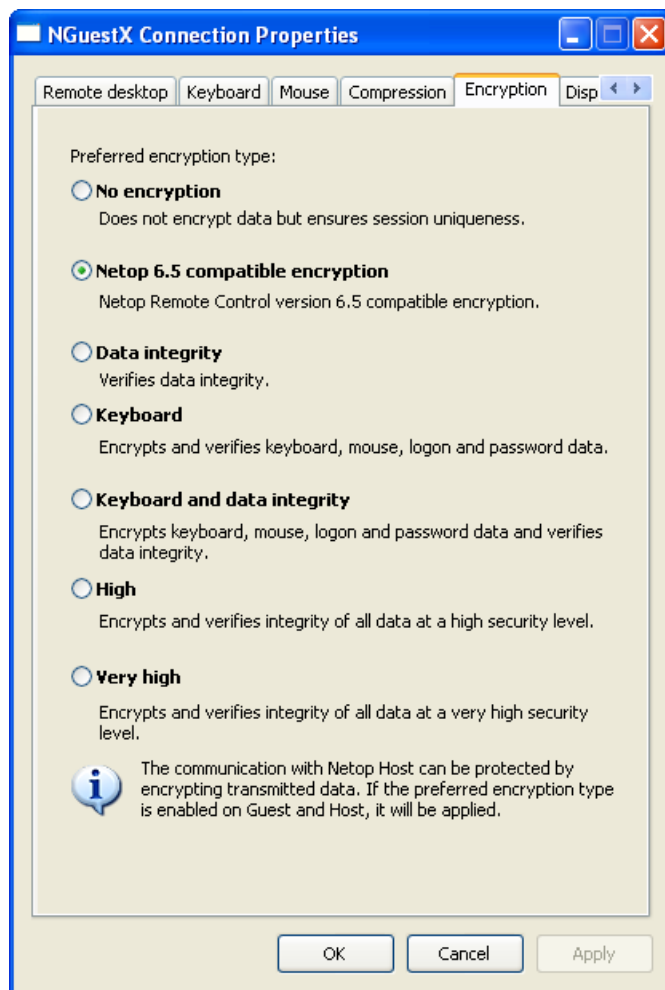 NGuestX Connection Properties
Remote desktop Keyboard Mouse Compression Encryption Disp
Preferred encryption type:
No encryption
Does not encrypt data but ensures session uniqueness.
Netop 6.5 compatible encryption
Netop Remote Control version 6.5 compatible encryption.
Data integrity
Verifies data integrity.
Keyboard
Encrypts and verifies keyboard, mouse, logon and password data.
Keyboard and data integrity
Encrypts keyboard, mouse, logon and password data and verifies
data integrity.
High
Encrypts and verifies integrity of all data at a high security level.
Very high
Encrypts and verifies integrity of all data at a very high security
level.
The communication with Netop Host can be protected by
encrypting transmitted data. If the preferred encryption type
is enabled on Guest and Host, it will be applied.
OK Cancel Apply